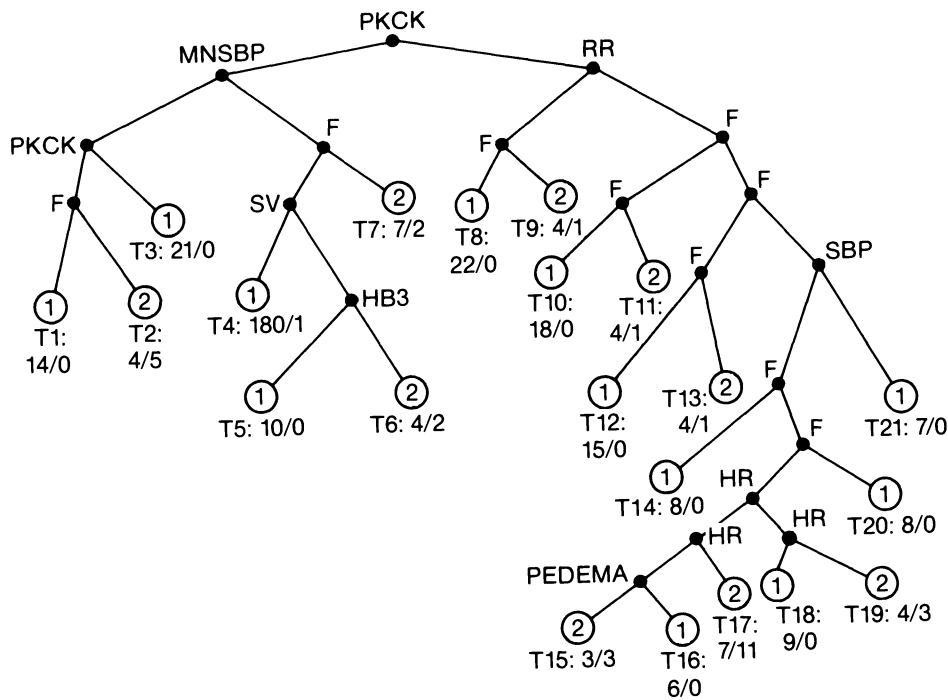 PKCK
MNSBP
RR
PKCK
F
F
F
F
SV
F
F
1
T3: 21/0
2
T7: 7/2
1
T8:
22/0
2
T9: 4/1
F
SBP
1
T1:
14/0
2
T2:
4/5
1
T4: 180/1
HB3
1
T10:
18/0
2
T11:
4/1
1
T5: 10/0
2
T6: 4/2
1
T12:
15/0
2
T13:
4/1
F
1
T21: 7/0
F
1
T14: 8/0
HR
1
T20: 8/0
HR
HR
PEDEMA
2
T15: 3/3
1
T16:
6/0
2
T17:
7/11
1
T18:
9/0
2
T19: 4/3